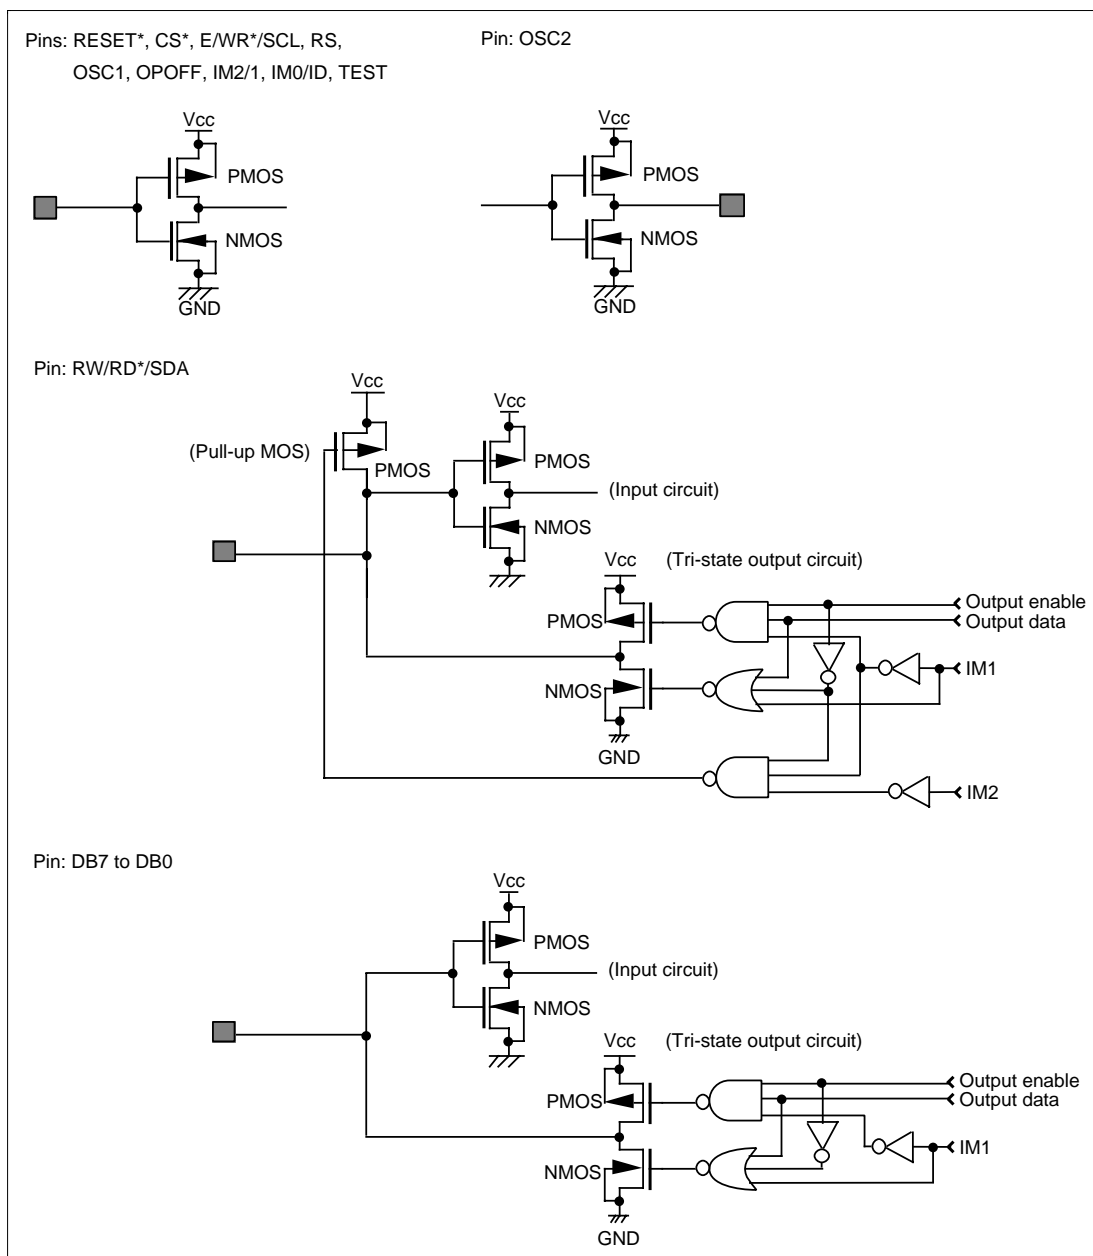 Pins: RESET*, CS*, E/WR*/SCL, RS,
OSC1, OPOFF, IM2/1, IM0/ID, TEST
Pin: OSC2
Vcc
PMOS
NMOS
GND
Vcc
PMOS
NMOS
GND
Pin: RW/RD*/SDA
Vcc
(Pull-up MOS)
PMOS
Vcc
PMOS
(Input circuit)
NMOS
Vcc
(Tri-state output circuit)
PMOS
NMOS
GND
Output enable
Output data
IM1
IM2
Pin: DB7 to DB0
Vcc
PMOS
(Input circuit)
NMOS
Vcc
(Tri-state output circuit)
PMOS
NMOS
GND
Output enable
Output data
IM1